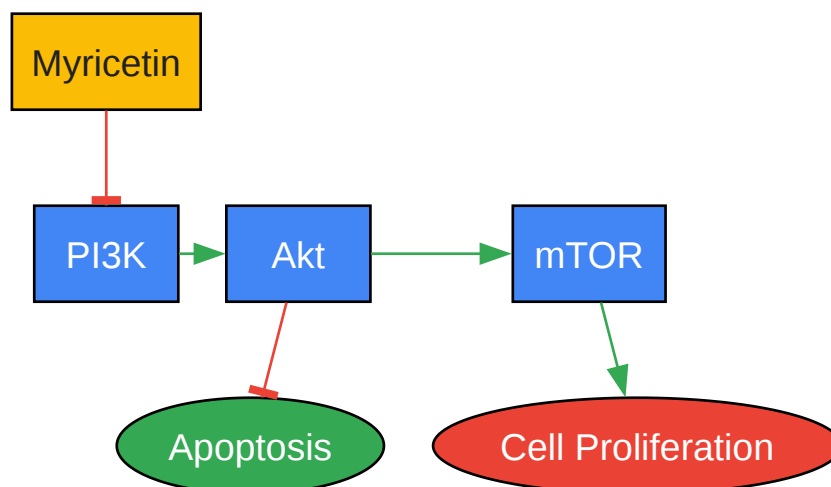 Myricetin
PI3K
Akt
mTOR
Apoptosis
Cell Proliferation